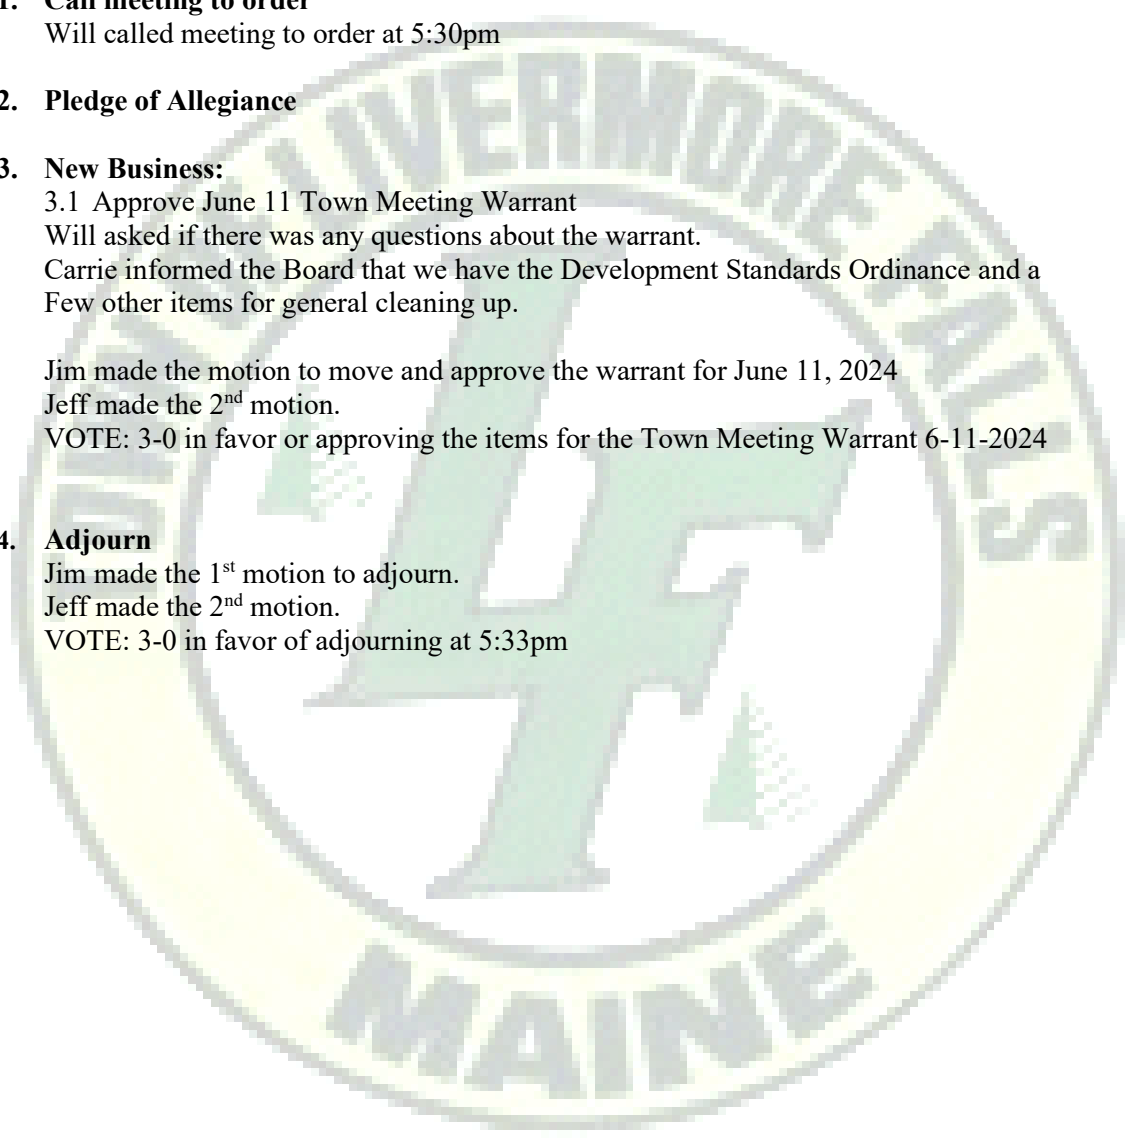 1. Call meeting to order
Will called meeting to order at 5:30pm
2. Pledge of Allegiance
3. New Business:
3.1 Approve June 11 Town Meeting Warrant
Will asked if there was any questions about the warrant.
Carrie informed the Board that we have the Development Standards Ordinance and a
Few other items for general cleaning up.
Jim made the motion to move and approve the warrant for June 11, 2024
Jeff made the 2nd motion.
VOTE: 3-0 in favor or approving the items for the Town Meeting Warrant 6-11-2024
4. Adjourn
Jim made the 1st motion to adjourn.
Jeff made the 2nd motion.
VOTE: 3-0 in favor of adjourning at 5:33pm
TOWN OF LIVERMORE FALLS
LF
MAINE